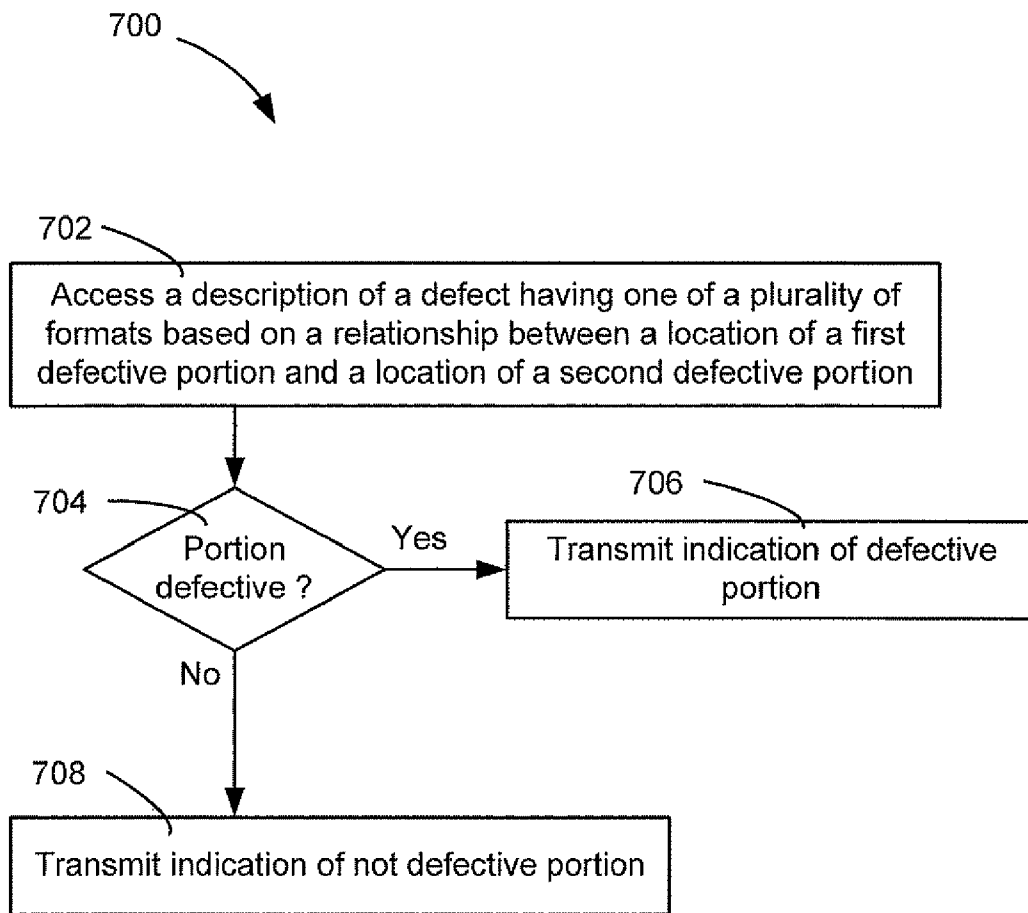 700
702
Access a description of a defect having one of a plurality of
formats based on a relationship between a location of a first
defective portion and a location of a second defective portion
704
Portion
defective ?
Yes
706
Transmit indication of defective
portion
No
708
Transmit indication of not defective portion